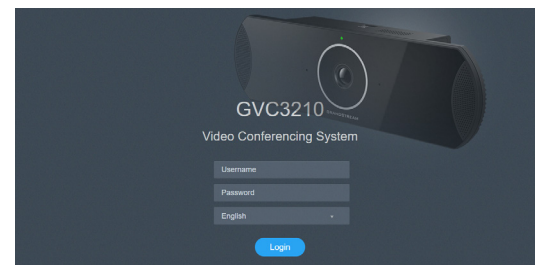 GVC3210
Video Conferencing System
Username
Password
English
Login